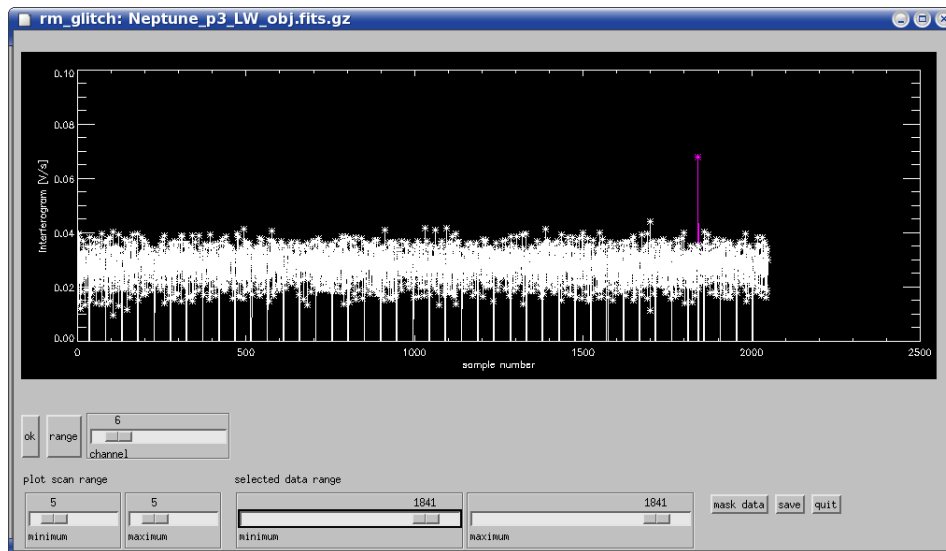 rm_glitch: Neptune_p3_LW_obj.fits.gz
0.10
0.08
0.06
0.04
0.02
0.00
Interferogram [V/s]
0 500 1000 1500 2000 2500
sample number
ok range 6
channel
plot scan range selected data range
5 5 1841 1841
minimum maximum minimum maximum
mask data save quit